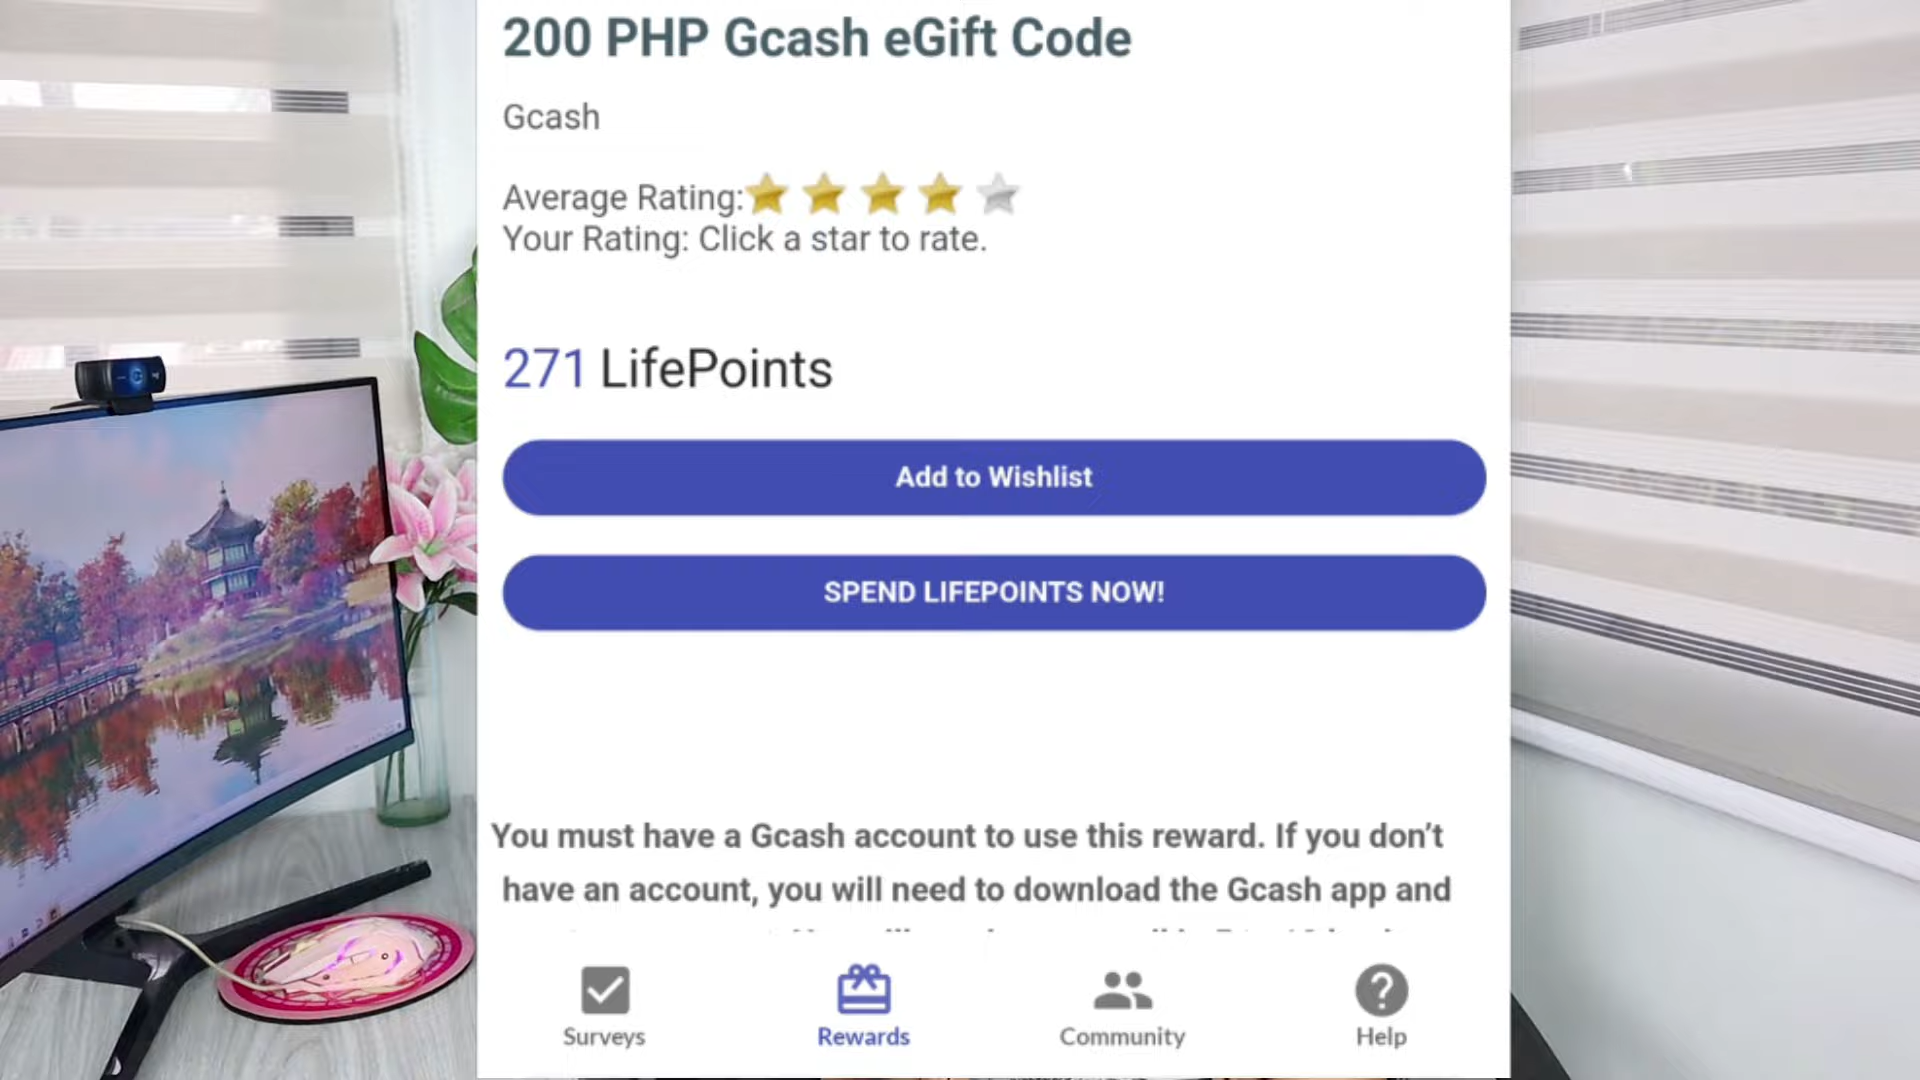 200 PHP Gcash eGift Code
Gcash
Average Rating:
Your Rating: Click a star to rate.
271 LifePoints
Add to Wishlist
SPEND LIFEPOINTS NOW!
You must have a Gcash account to use this reward. If you don’t
have an account, you will need to download the Gcash app and
Surveys
Rewards
Community
Help